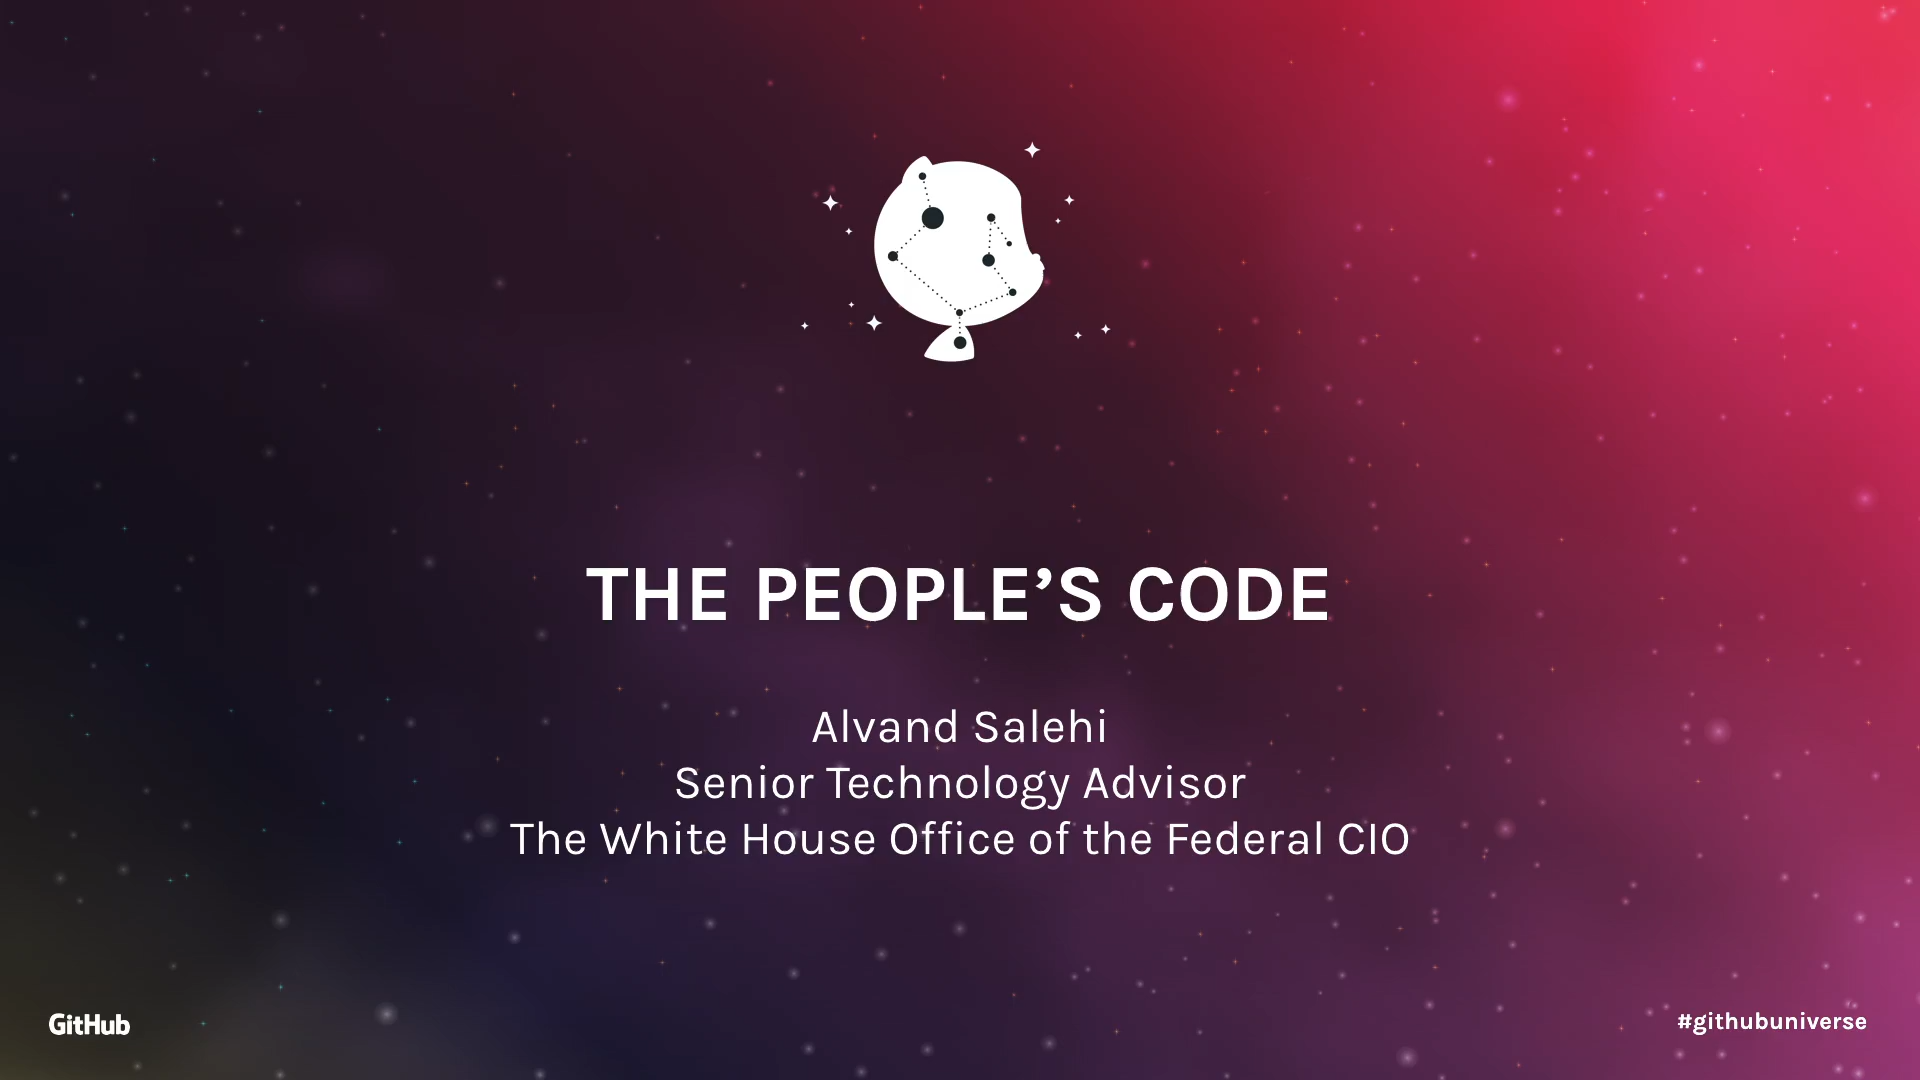 THE PEOPLE’S CODE
Alvand Salehi
Senior Technology Advisor
The White House Office of the Federal CIO
GitHub
#githubuniverse